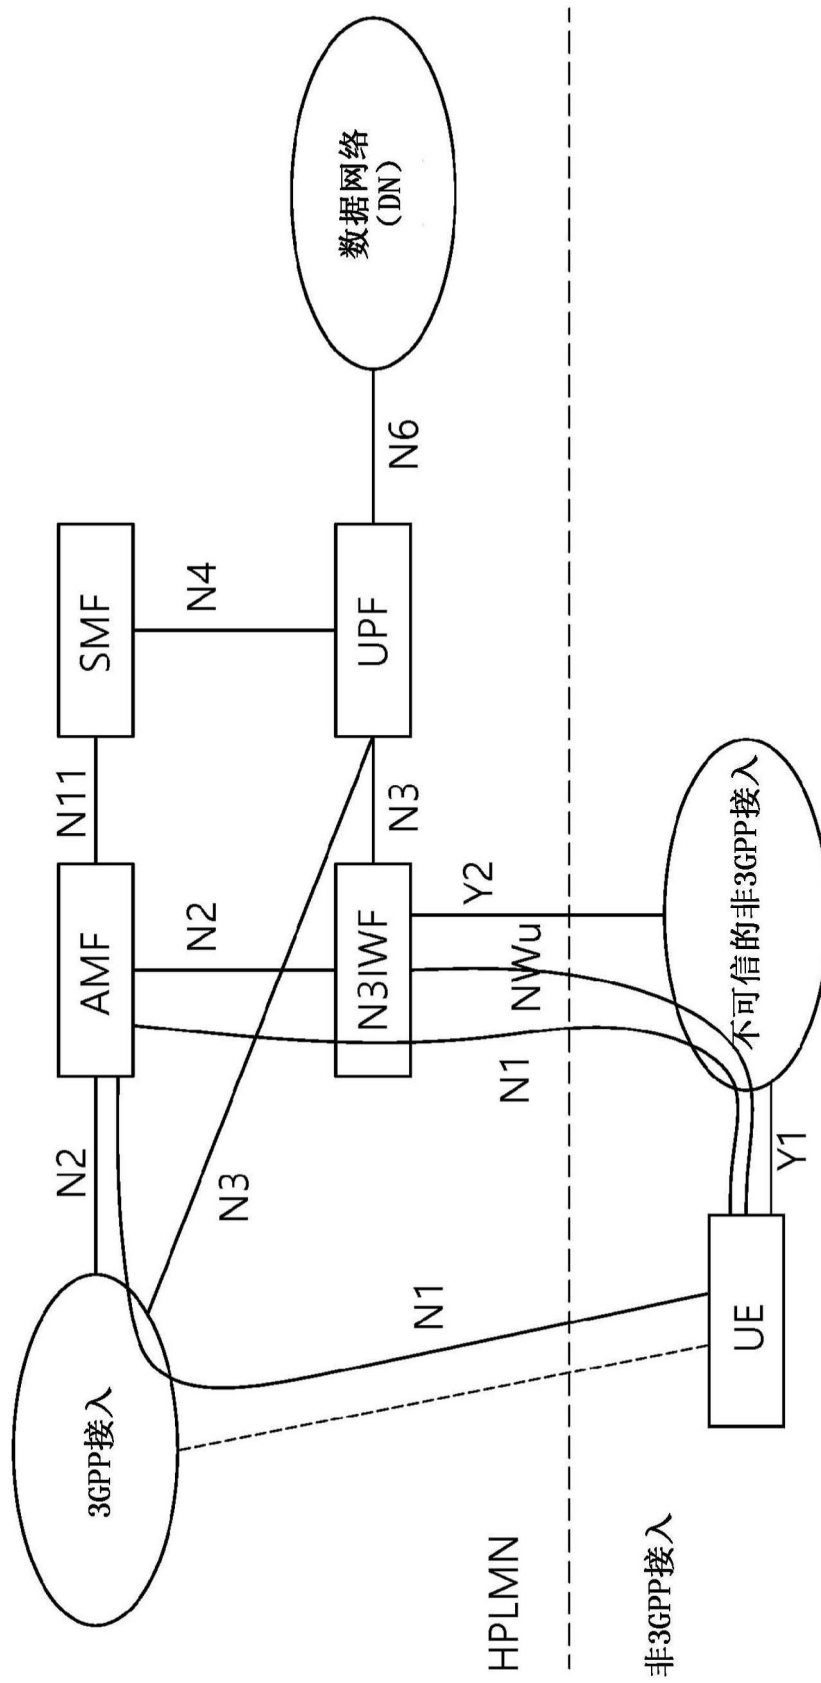 3GPP接入
N2
AMF
N11
SMF
N1
N3
N2
N4
N3IWF
N3
UPF
N6
数据网络
(DN)
HPLMN
N1
NWu
Y2
非3GPP接入
UE
Y1
不可信的非3GPP接入